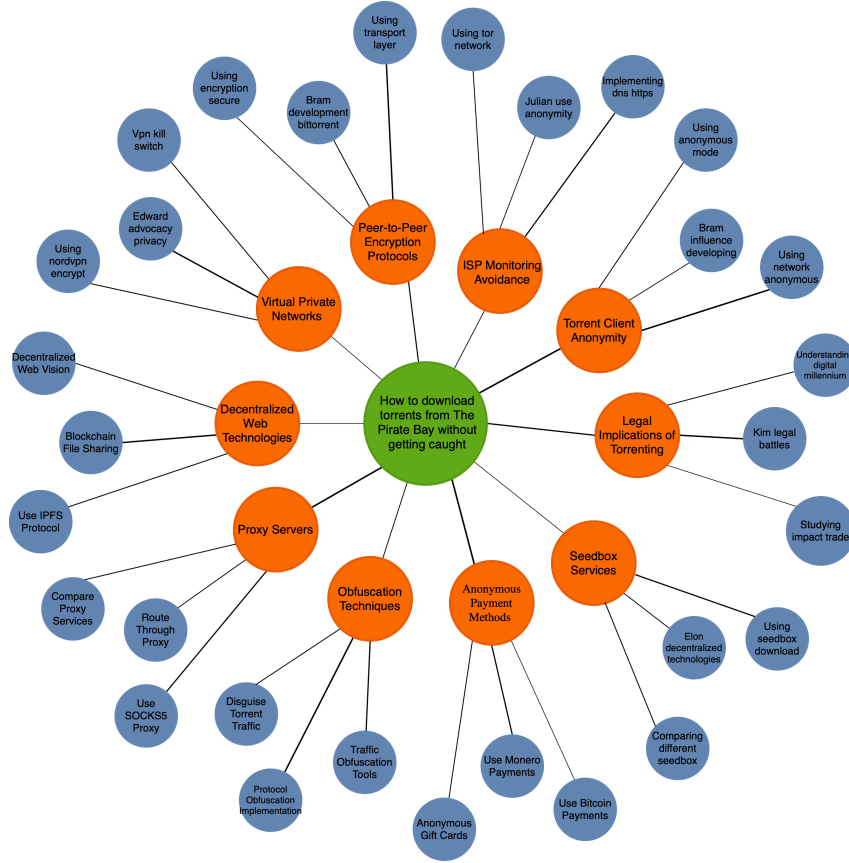 How to download
torrents from The
Pirate Bay without
getting caught
Peer-to-Peer
Encryption
Protocols
Using
encryption
secure
Bram
development
bittorrent
Using
transport
layer
ISP Monitoring
Avoidance
Using tor
network
Julian use
anonymity
Implementing
dns https
Torrent Client
Anonymity
Using
anonymous
mode
Bram
influence
developing
Using
network
anonymous
Legal
Implications of
Torrenting
Understanding
digital
millennium
Kim legal
battles
Studying
impact trade
Seedbox
Services
Using
seedbox
download
Elon
decentralized
technologies
Comparing
different
seedbox
Anonymous
Payment
Methods
Use Bitcoin
Payments
Use Monero
Payments
Anonymous
Gift Cards
Obfuscation
Techniques
Traffic
Obfuscation
Tools
Protocol
Obfuscation
Implementation
Disguise
Torrent
Traffic
Proxy Servers
Use
SOCKS5
Proxy
Route
Through
Proxy
Compare
Proxy
Services
Decentralized
Web
Technologies
Use IPFS
Protocol
Blockchain
File Sharing
Decentralized
Web Vision
Virtual Private
Networks
Using
nordvpn
encrypt
Edward
advocacy
privacy
Vpn kill
switch